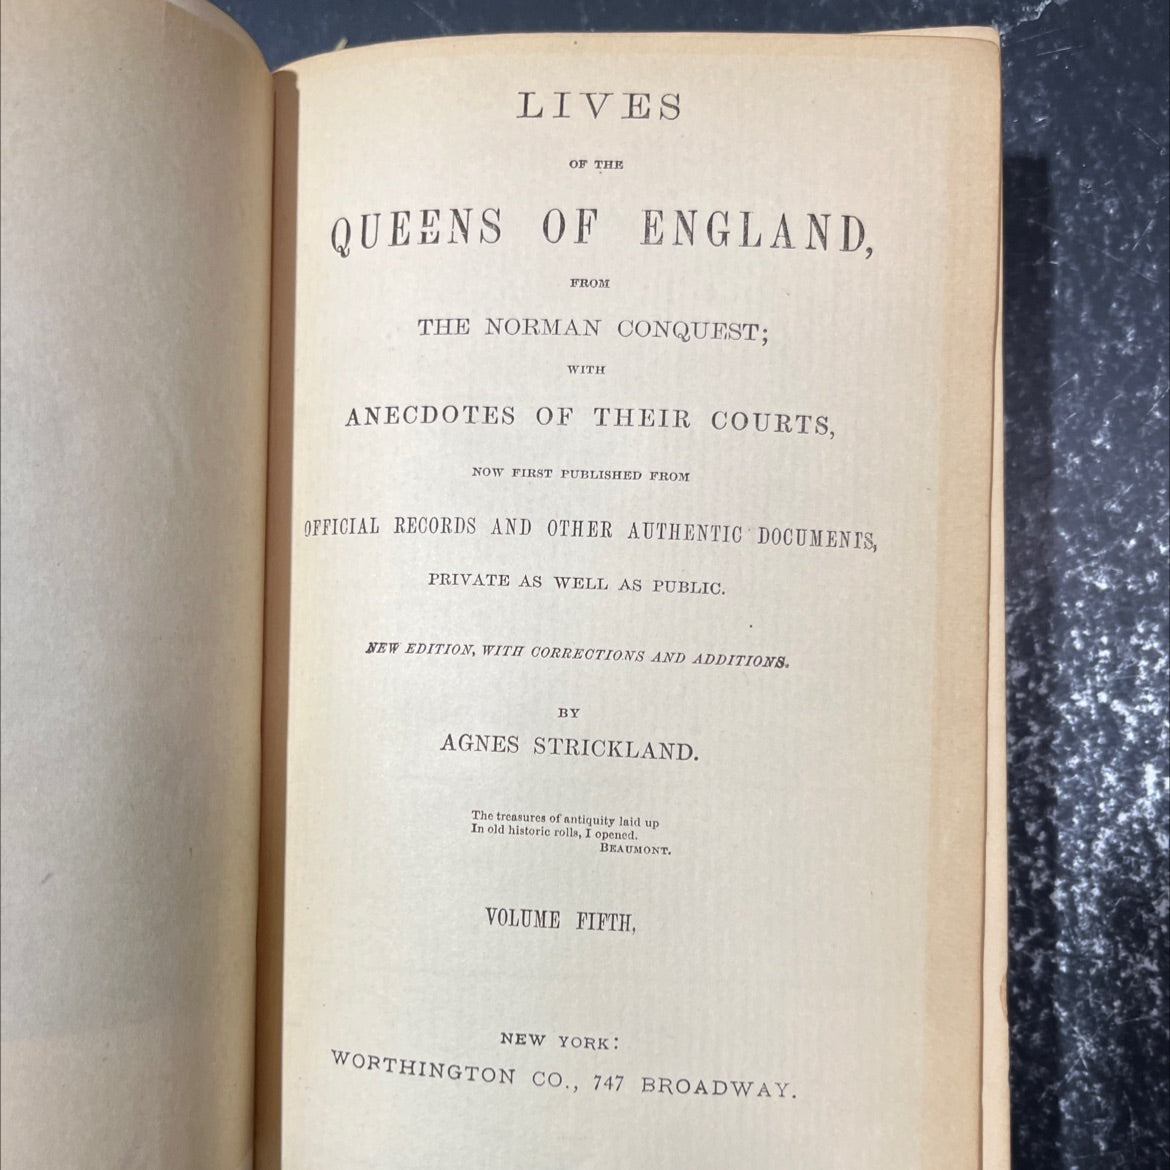 LIVES
OF THE
QUEENS OF ENGLAND,
FROM
THE NORMAN CONQUEST;
WITH
ANECDOTES OF THEIR COURTS,
NOW FIRST PUBLISHED FROM
OFFICIAL RECORDS AND OTHER AUTHENTIC DOCUMENTS,
PRIVATE AS WELL AS PUBLIC.
NEW EDITION, WITH CORRECTIONS AND ADDITIONS.
BY
AGNES STRICKLAND.
The treasures of antiquity laid up
In old historic rolls, I opened.
BEAUMONT.
VOLUME FIFTH,
NEW YORK:
WORTHINGTON CO., 747 BROADWAY.